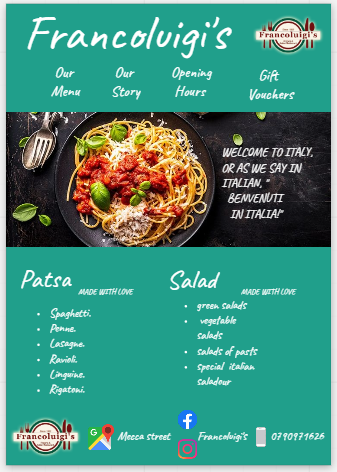 Francoluigi's
Francoluigi's
Our Menu
Our Story
Opening Hours
Gift Vouchers
WELCOME TO ITALY,
OR AS WE SAY IN
ITALIAN, "
BENVENUTI
IN ITALIA!"
Patsa
MADE WITH LOVE
• Spaghetti.
• Penne.
• Lasagne.
• Ravioli.
• Linguine.
• Rigatoni.
Salad
MADE WITH LOVE
• green salads
• vegetable
salads
• salads of pasts
• special italian
saladour
Francoluigi's
Mecca street
Francoluigi's
0790971626